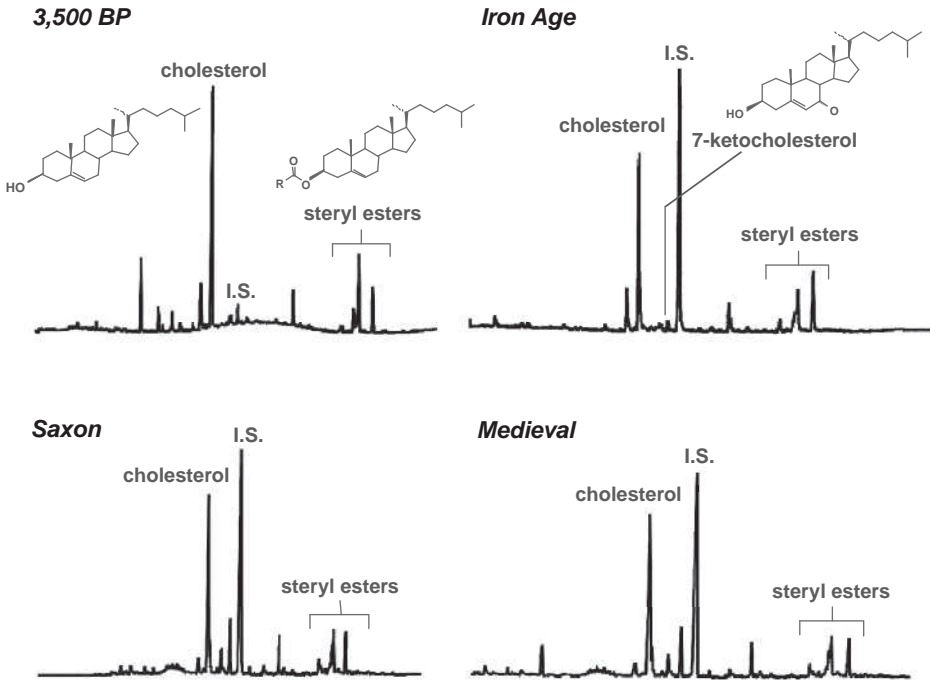 3,500 BP
cholesterol
HO
O
R
O
steryl esters
I.S.
Iron Age
I.S.
HO
O
cholesterol
7-ketocholesterol
steryl esters
Saxon
I.S.
cholesterol
steryl esters
Medieval
I.S.
cholesterol
steryl esters